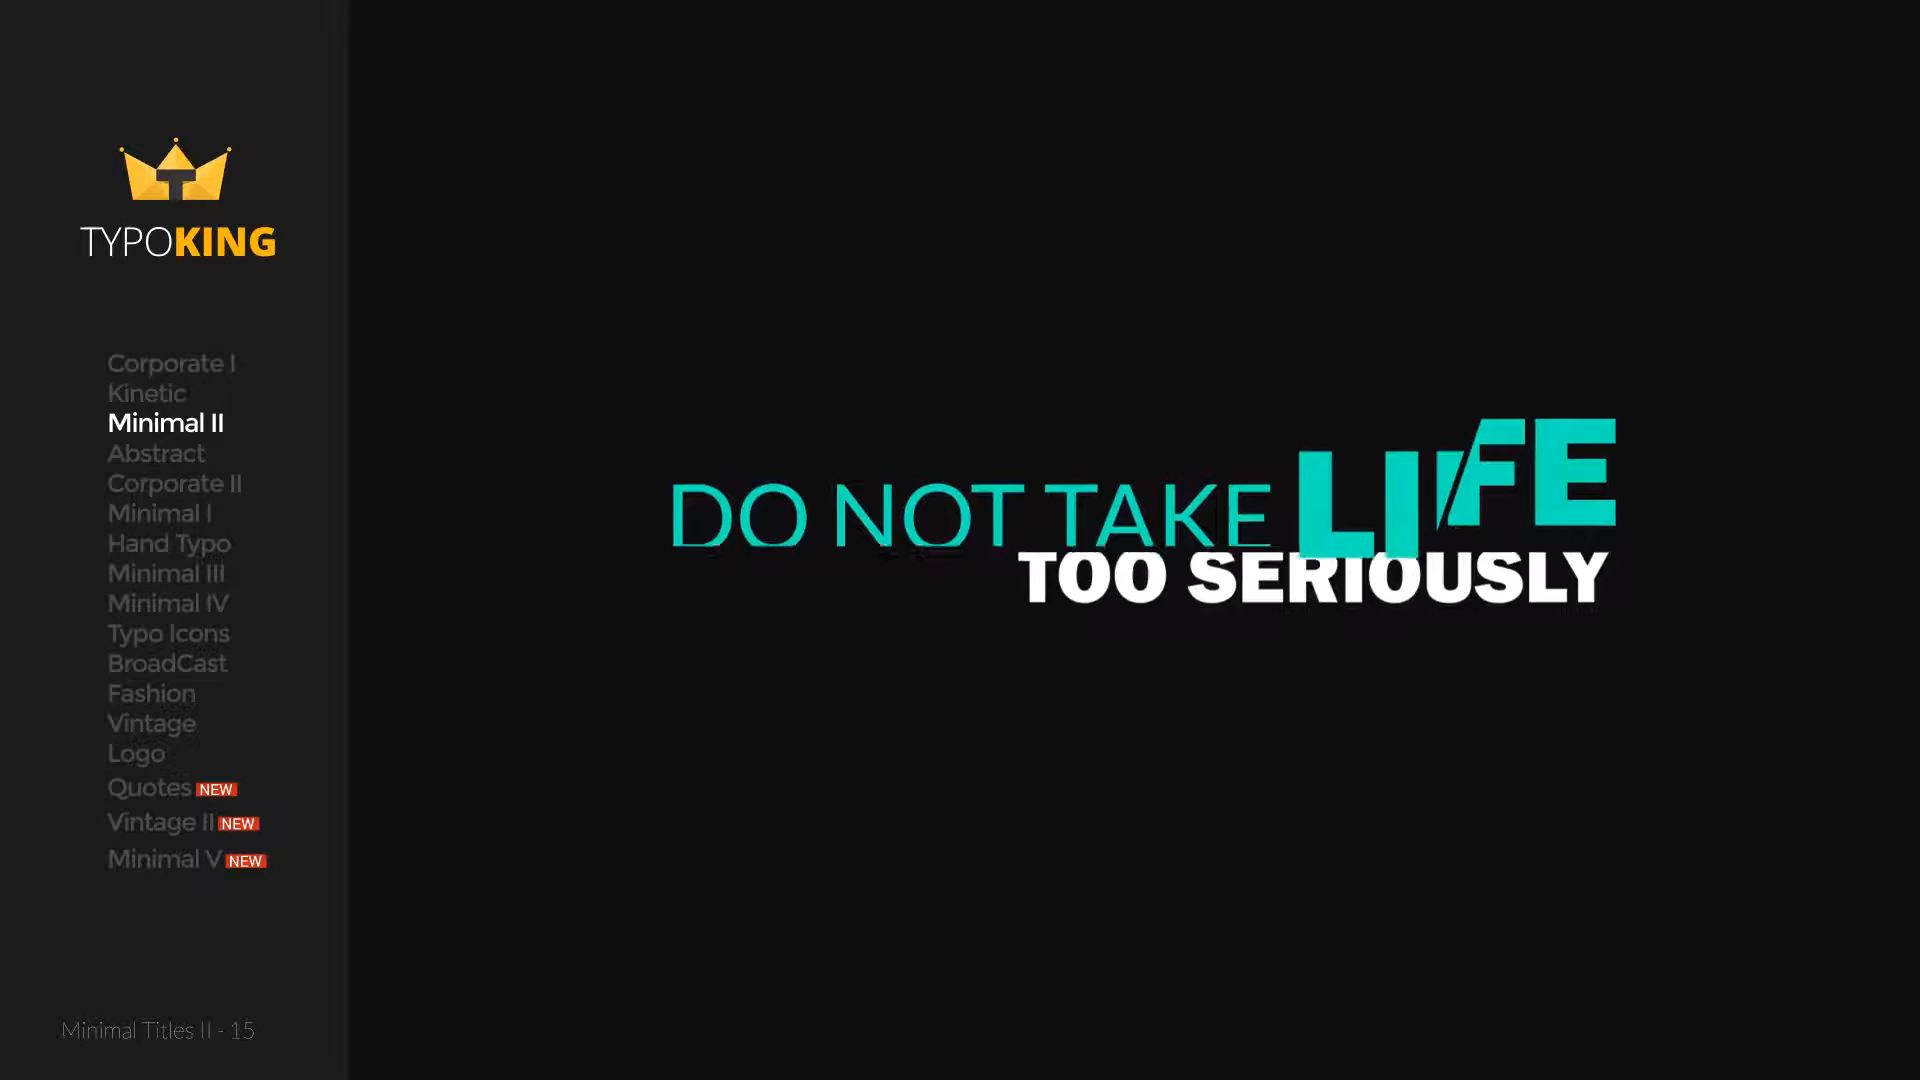 TYPOKING
Corporate I
Kinetic
Minimal II
Abstract
Corporate II
Minimal I
Hand Typo
Minimal III
Minimal IV
Typo Icons
BroadCast
Fashion
Vintage
Logo
Quotes NEW
Vintage II NEW
Minimal V NEW
Minimal Titles II - 15
DO NOT TAKE LIFE
TOO SERIOUSLY